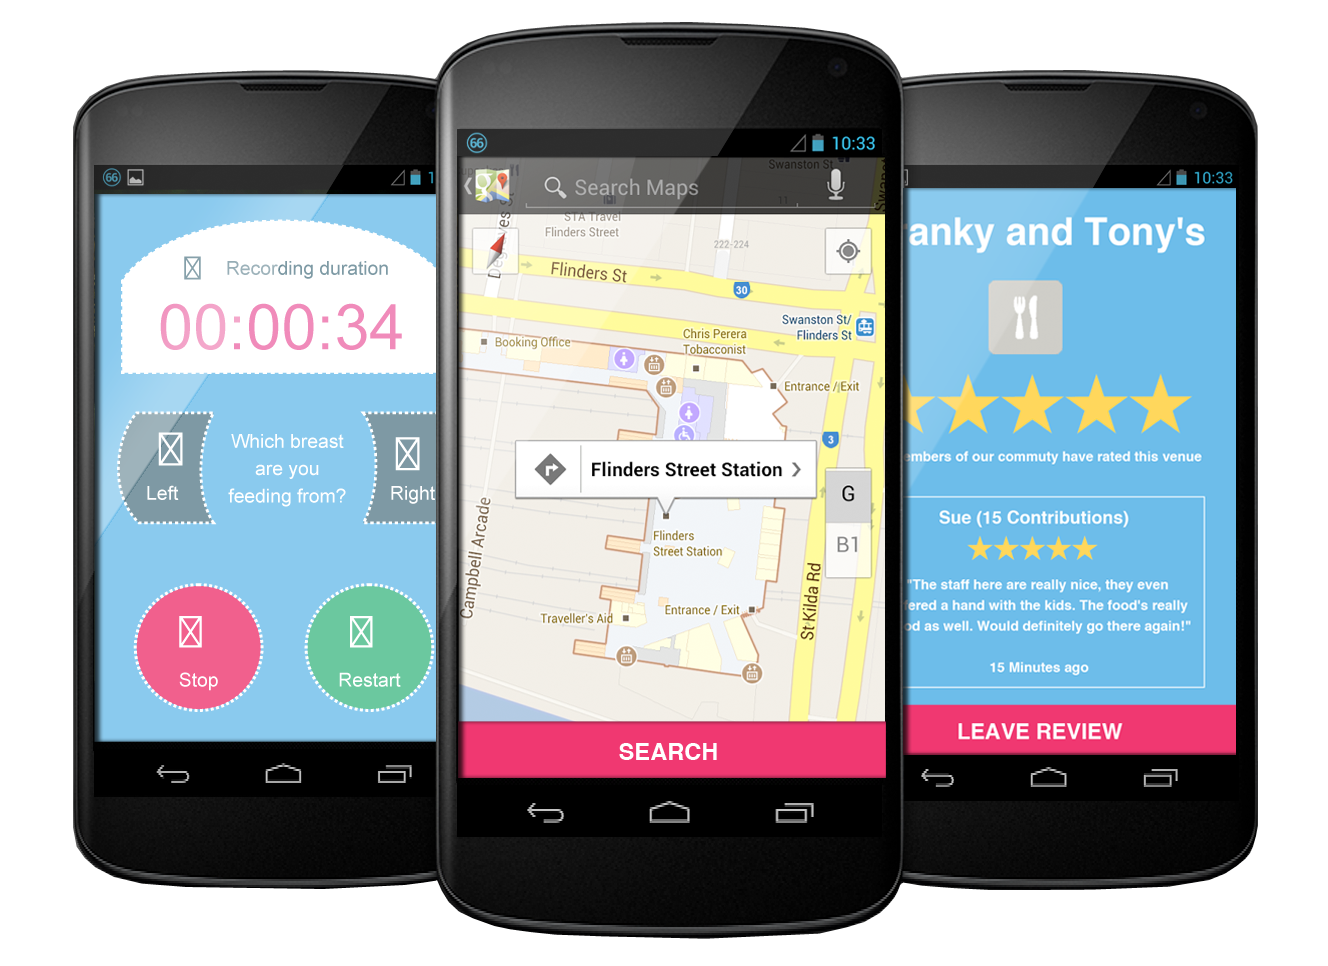 66
1
Recording duration
00:00:34
Which breast
are you
feeding from?
Left
Right
Stop
Restart
66
10:33
Swanston St
Search Maps
11
STA Travel
Flinders Street
222-224
Flinders St
30
Swanston St/
Flinders St
Chris Perera
Tobacconist
Booking Office
Entrance / Exit
3
Flinders Street Station
G
B1
Flinders
Street Station
Campbell Arcade
St Kilda Rd
Traveller's Aid
Entrance / Exit
SEARCH
10:33
anky and Tony's
embers of our commuty have rated this venue
Sue (15 Contributions)
"The staff here are really nice, they even
fered a hand with the kids. The food's really
od as well. Would definitely go there again!"
15 Minutes ago
LEAVE REVIEW